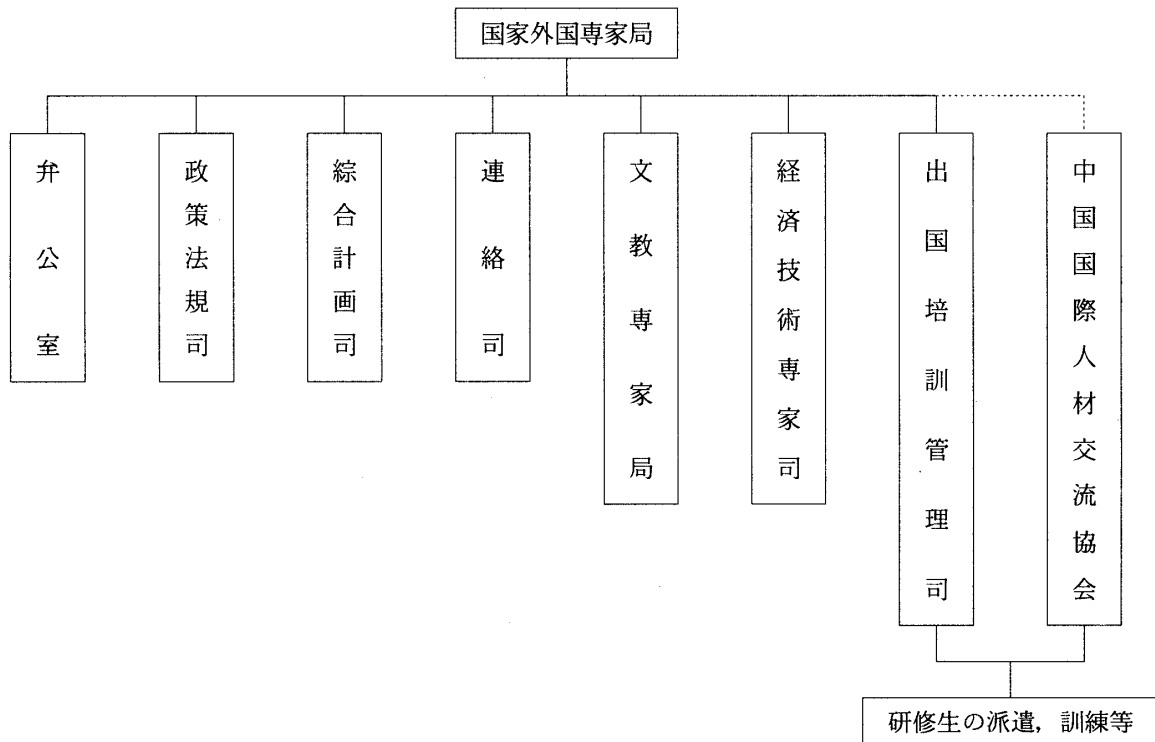 国家外国専家局
弁公室
政策法規司
綜合計画司
連絡司
文教専家局
経済技術専家司
出国培訓管理司
中国国際人材交流協会
研修生の派遣，訓練等